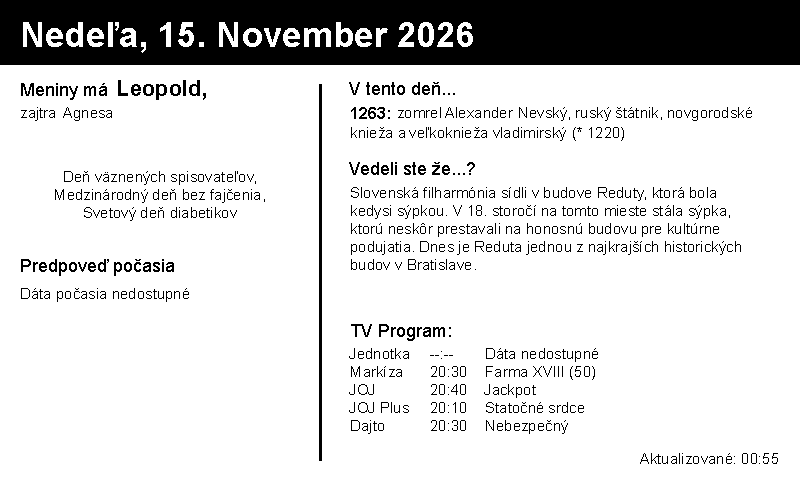 Nedeľa, 15. November 2026
Meniny má Leopold,
zajtra Agnesa
Deň väznených spisovateľov,
Medzinárodný deň bez fajčenia,
Svetový deň diabetikov
Predpoveď počasia
Dáta počasia nedostupné
V tento deň...
1263: zomrel Alexander Nevský, ruský štátnik, novgorodské
knieža a veľkoknieža vladimirský (* 1220)
Vedeli ste že...?
Slovenská filharmónia sídli v budove Reduty, ktorá bola
kedysi sýpkou. V 18. storočí na tomto mieste stála sýpka,
ktorú neskôr prestavali na honosnú budovu pre kultúrne
podujatia. Dnes je Reduta jednou z najkrajších historických
budov v Bratislave.
TV Program:
Jednotka --:-- Dáta nedostupné
Markíza 20:30 Farma XVIII (50)
JOJ 20:40 Jackpot
JOJ Plus 20:10 Statočné srdce
Dajto 20:30 Nebezpečný
Aktualizované: 00:55